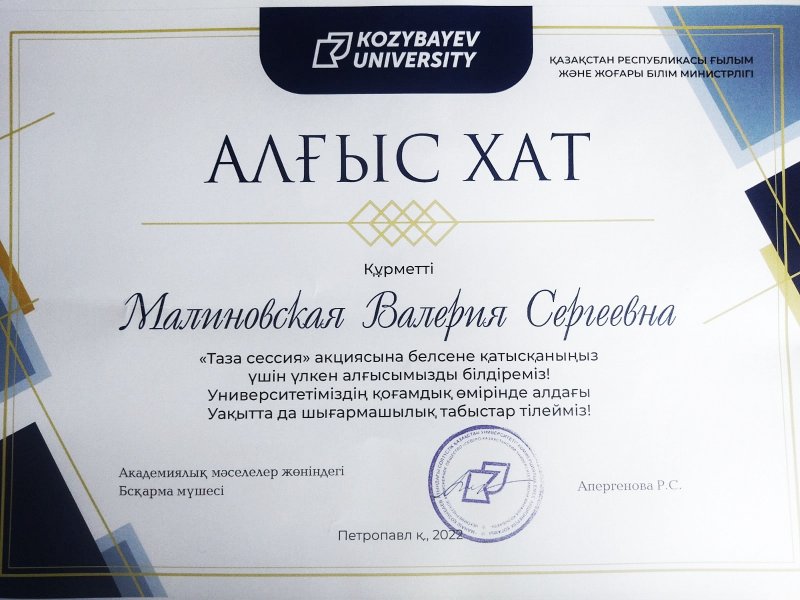 KOZYBAYEV
UNIVERSITY
ҚАЗАҚСТАН РЕСПУБЛИКАСЫ ҒЫЛЫМ
ЖӘНЕ ЖОҒАРЫ БІЛІМ МИНИСТРЛІГІ
АЛҒЫС ХАТ
Құрметті
Малиновская Валерия Сергеевна
«Таза сессия» акциясына белсене қатысқаныңыз
үшін үлкен алғысымызды білдіреміз!
Университетіміздің қоғамдық өмірінде алдағы
Уақытта да шығармашылық табыстар тілейміз!
Академиялық мәселелер жөніндегі
Бсқарма мүшесі
Апергенова Р.С.
Петропавл қ., 2022